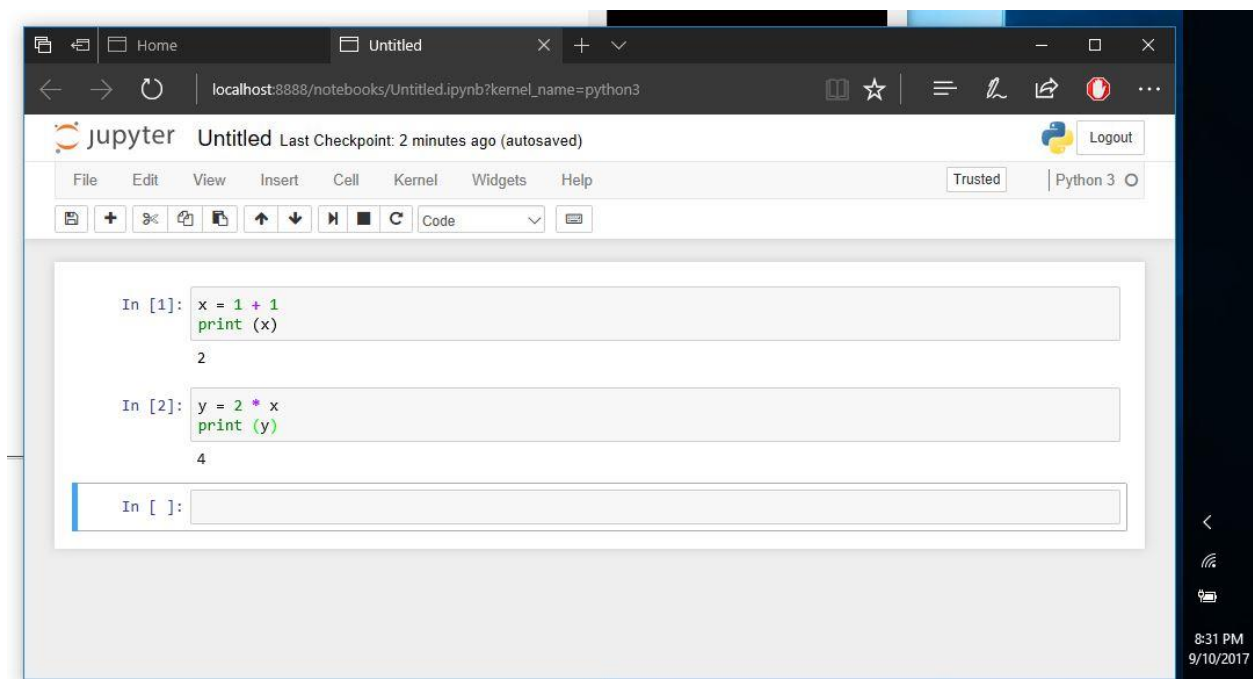 Home Untitled
localhost:8888/notebooks/Untitled.ipynb?kernel_name=python3
jupyter Untitled Last Checkpoint: 2 minutes ago (autosaved) Logout
File Edit View Insert Cell Kernel Widgets Help Trusted Python 3
Code
In [1]: x = 1 + 1
print (x)
2
In [2]: y = 2 * x
print (y)
4
In [ ]:
8:31 PM
9/10/2017